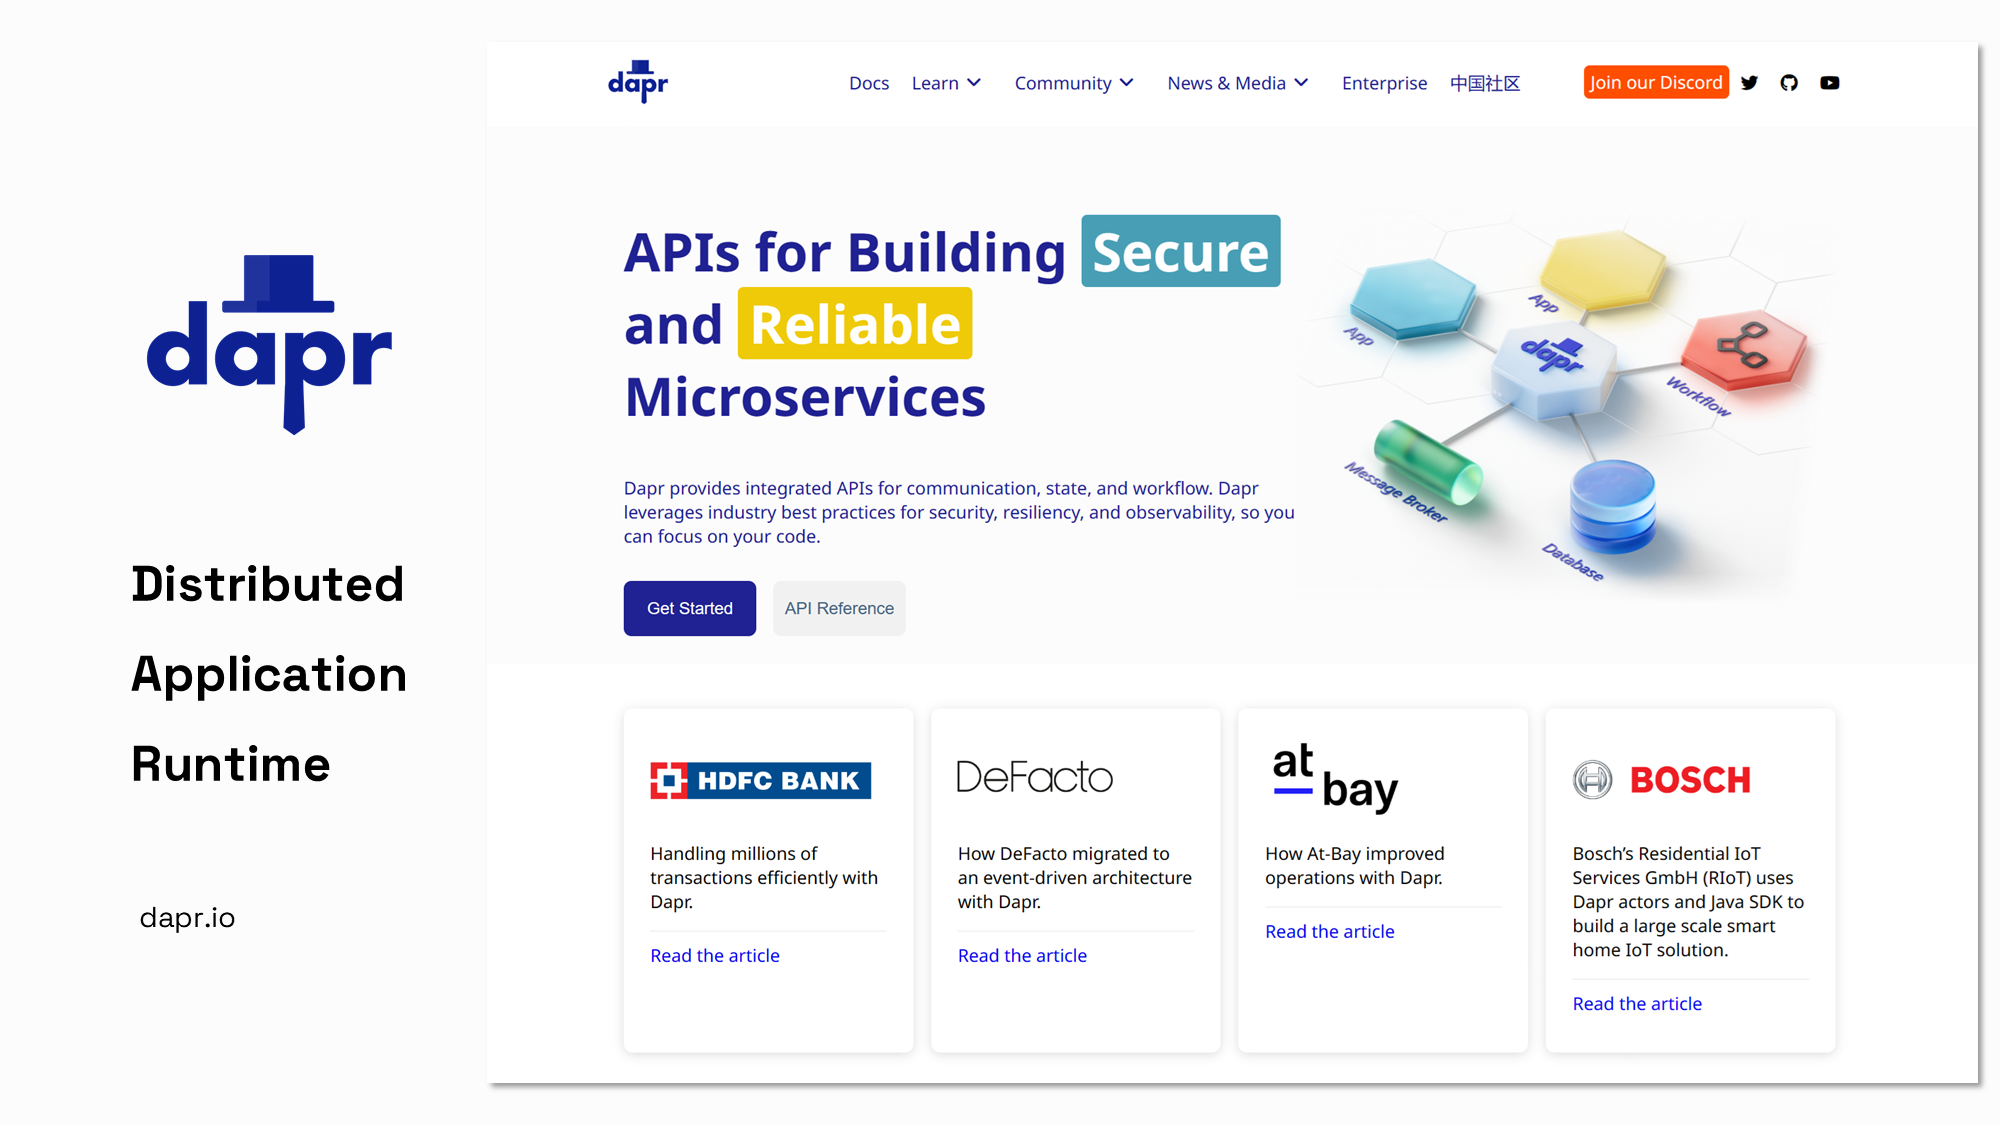 dapr
Distributed
Application
Runtime
dapr.io
dapr
Docs
Learn
Community
News & Media
Enterprise
中国社区
Join our Discord
APIs for Building Secure
and Reliable
Microservices
Dapr provides integrated APIs for communication, state, and workflow. Dapr
leverages industry best practices for security, resiliency, and observability, so you
can focus on your code.
Get Started
API Reference
App
App
dapr
Workflow
Message Broker
Database
HDFC BANK
Handling millions of
transactions efficiently with
Dapr.
Read the article
DeFacto
How DeFacto migrated to
an event-driven architecture
with Dapr.
Read the article
at
bay
How At-Bay improved
operations with Dapr.
Read the article
BOSCH
Bosch’s Residential IoT
Services GmbH (RIoT) uses
Dapr actors and Java SDK to
build a large scale smart
home IoT solution.
Read the article